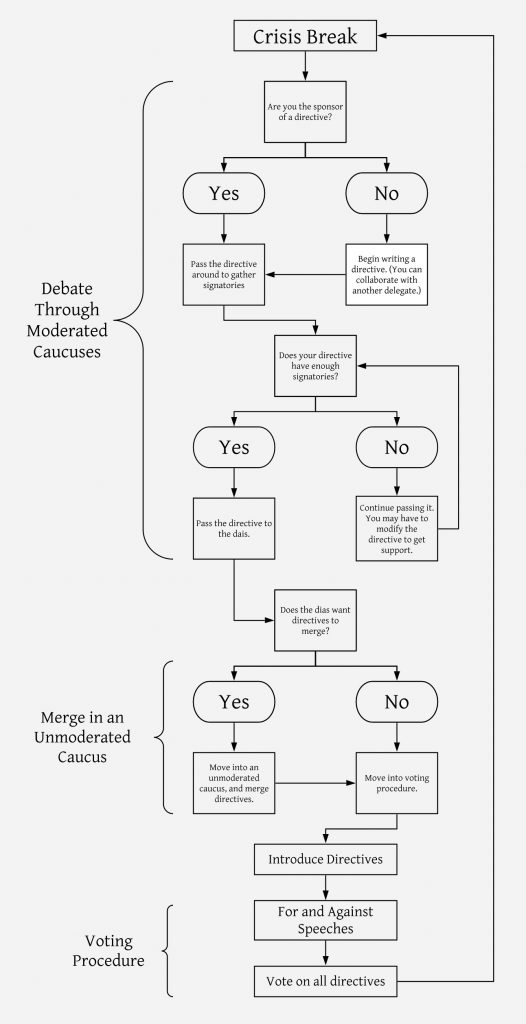 Crisis Break
Are you the sponsor
of a directive?
Yes
No
Pass the directive
around to gather
signatories
Begin writing a
directive. (You can
collaborate with
another delegate.)
Debate
Through
Moderated
Caucuses
Does your directive
have enough
signatories?
Yes
No
Pass the directive to
the dais.
Continue passing it.
You may have to
modify the
directive to get
support.
Does the dias want
directives to
merge?
Yes
No
Merge in an
Unmoderated
Caucus
Move into an
unmoderated
caucus, and merge
directives.
Move into voting
procedure.
Introduce Directives
For and Against
Speeches
Voting
Procedure
Vote on all directives